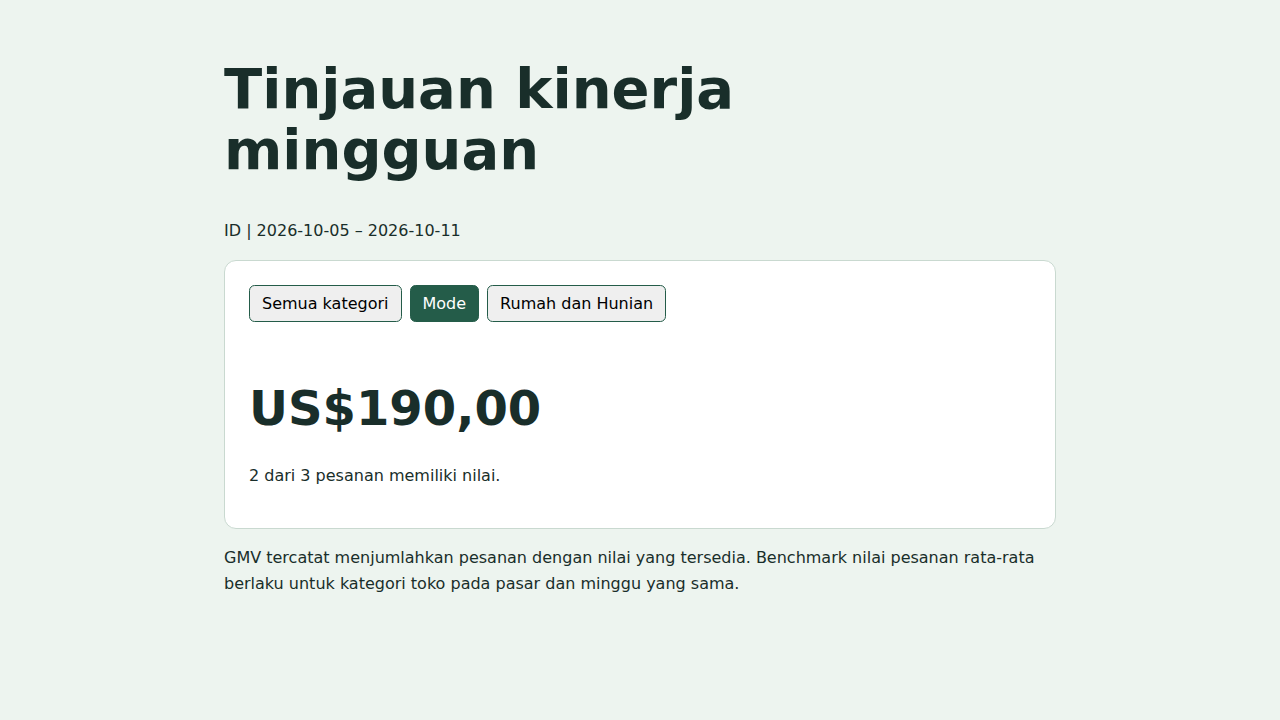 Tinjauan kinerja
mingguan
ID | 2026-10-05 – 2026-10-11
Semua kategori
Mode
Rumah dan Hunian
US$190,00
2 dari 3 pesanan memiliki nilai.
GMV tercatat menjumlahkan pesanan dengan nilai yang tersedia. Benchmark nilai pesanan rata-rata
berlaku untuk kategori toko pada pasar dan minggu yang sama.